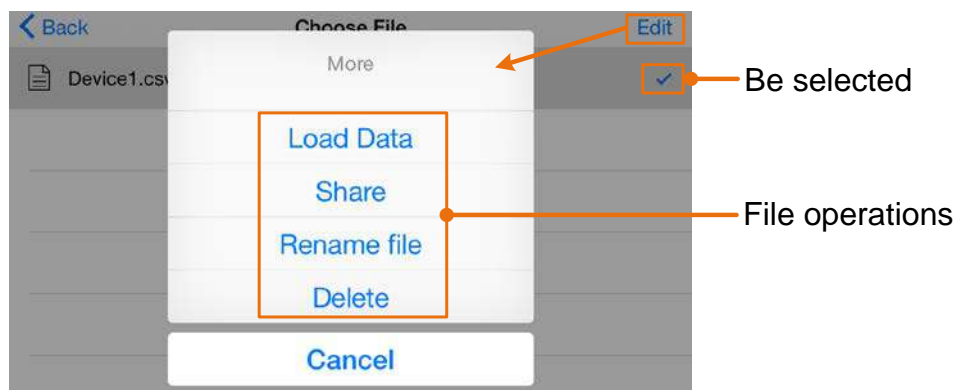 Back Choose File Edit
More
Device1.csv Be selected
Load Data
Share
File operations
Rename file
Delete
Cancel